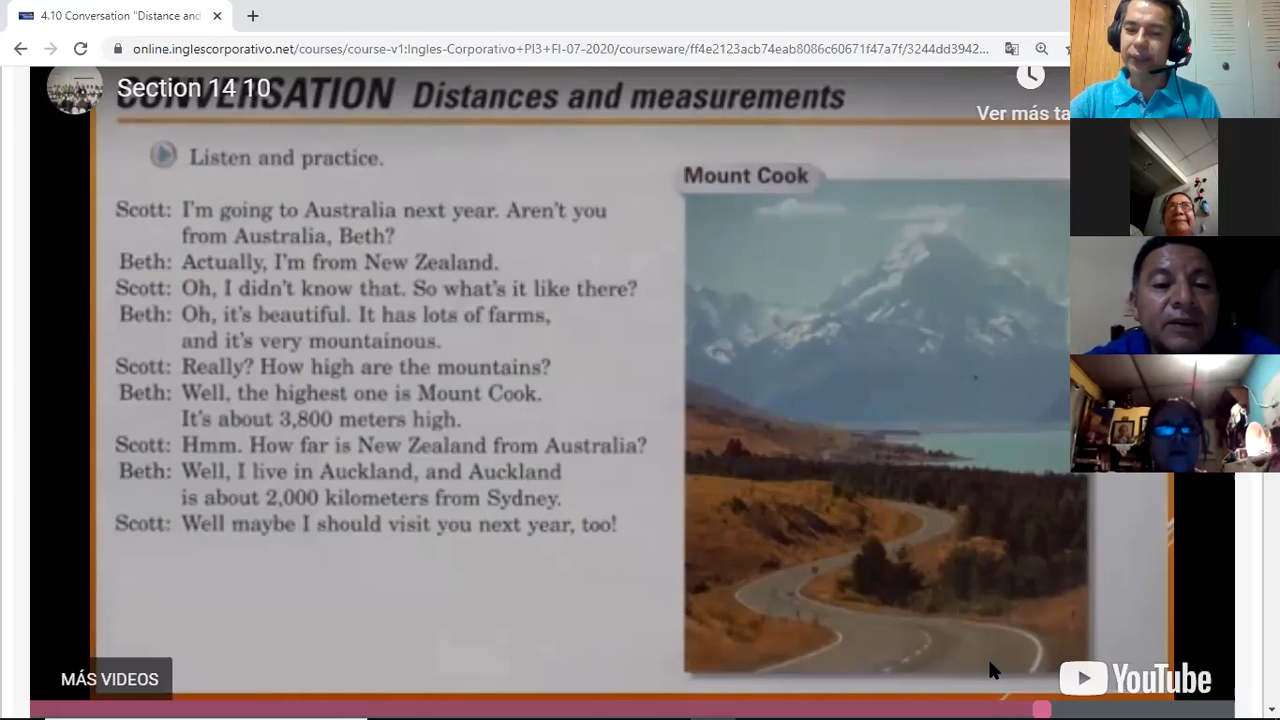 4.10 Conversation "Distance and
online.inglescorporativo.net/courses/course-v1:Ingles-Corporativo+FI3+FI-07-2020/courseware/
Section 14 10
CONVERSATION Distances and measurements
Ver más ta
Listen and practice.
Mount Cook
Scott: I'm going to Australia next year. Aren't you
from Australia, Beth?
Beth: Actually, I'm from New Zealand.
Scott: Oh, I didn't know that. So what's it like there?
Beth: Oh, it's beautiful. It has lots of farms,
and it's very mountainous.
Scott: Really? How high are the mountains?
Beth: Well, the highest one is Mount Cook.
It's about 3,800 meters high.
Scott: Hmm. How far is New Zealand from Australia?
Beth: Well, I live in Auckland, and Auckland
is about 2,000 kilometers from Sydney.
Scott: Well maybe I should visit you next year, too!
MÁS VIDEOS
YouTube